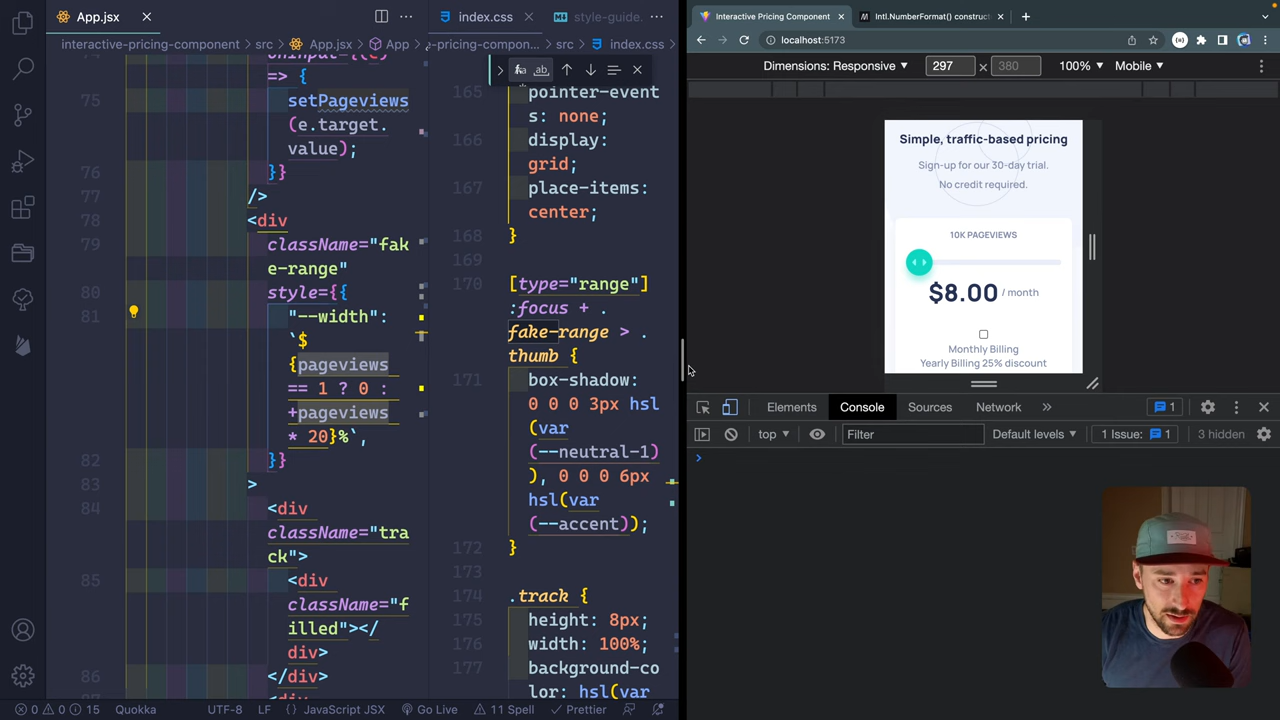 App.jsx
index.css
style-guide.
interactive-pricing-component > src > App.jsx > App
e-pricing-compon... > src > index.css
=> {
75 setPageviews
(e.target.
value);
76 }}
77 />
78 <div
79 className="fak
e-range"
80 style={{
81 "--width":
`$
{pageviews
== 1 ? 0 :
+pageviews
* 20}%`,
82 }}
83 >
84 <div
className="tra
ck">
85 <div
className="f
illed"></
div>
86 </div>
165 pointer-event
s: none;
166 display:
grid;
167 place-items:
center;
168 }
169
170 [type="range"]
:focus + .
fake-range > .
thumb {
171 box-shadow:
0 0 0 3px hsl
(var
(--neutral-1)
), 0 0 0 6px
hsl(var
(--accent));
172 }
173
174 .track {
175 height: 8px;
176 width: 100%;
177 background-co
lor: hsl(var
0 0 15
Quokka
UTF-8
LF
{} JavaScript JSX
Go Live
11 Spell
Prettier
Interactive Pricing Component
Intl.NumberFormat() construct
localhost:5173
Dimensions: Responsive
297 × 380
100%
Mobile
Simple, traffic-based pricing
Sign-up for our 30-day trial.
No credit required.
10K PAGEVIEWS
$8.00 / month
Monthly Billing
Yearly Billing 25% discount
Elements
Console
Sources
Network
1
top
Filter
Default levels
1 Issue: 1
3 hidden